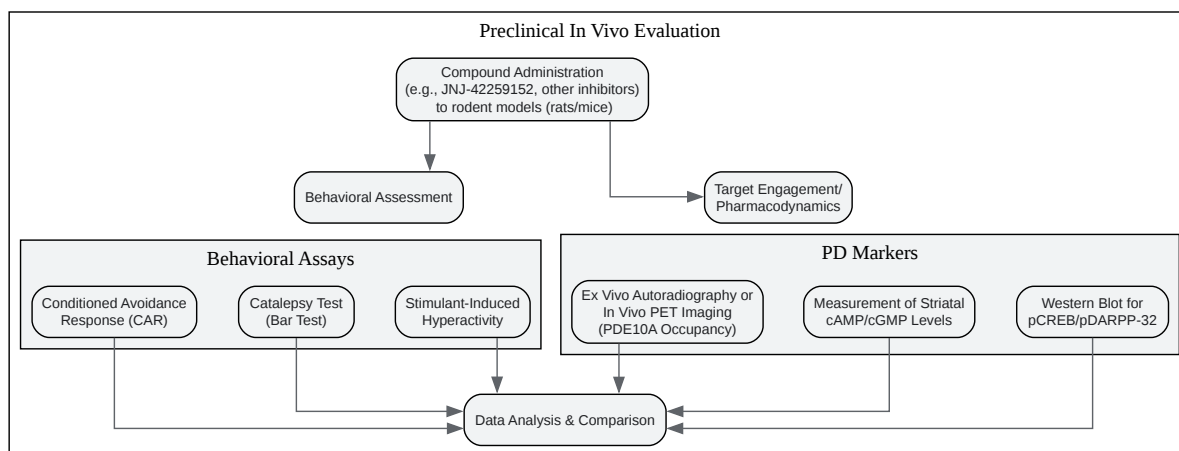 Preclinical In Vivo Evaluation
Compound Administration
(e.g., JNJ-42259152, other inhibitors)
to rodent models (rats/mice)
Behavioral Assessment
Target Engagement/
Pharmacodynamics
Behavioral Assays
Conditioned Avoidance
Response (CAR)
Catalepsy Test
(Bar Test)
Stimulant-Induced
Hyperactivity
PD Markers
Ex Vivo Autoradiography or
In Vivo PET Imaging
(PDE10A Occupancy)
Measurement of Striatal
cAMP/cGMP Levels
Western Blot for
pCREB/pDARPP-32
Data Analysis & Comparison